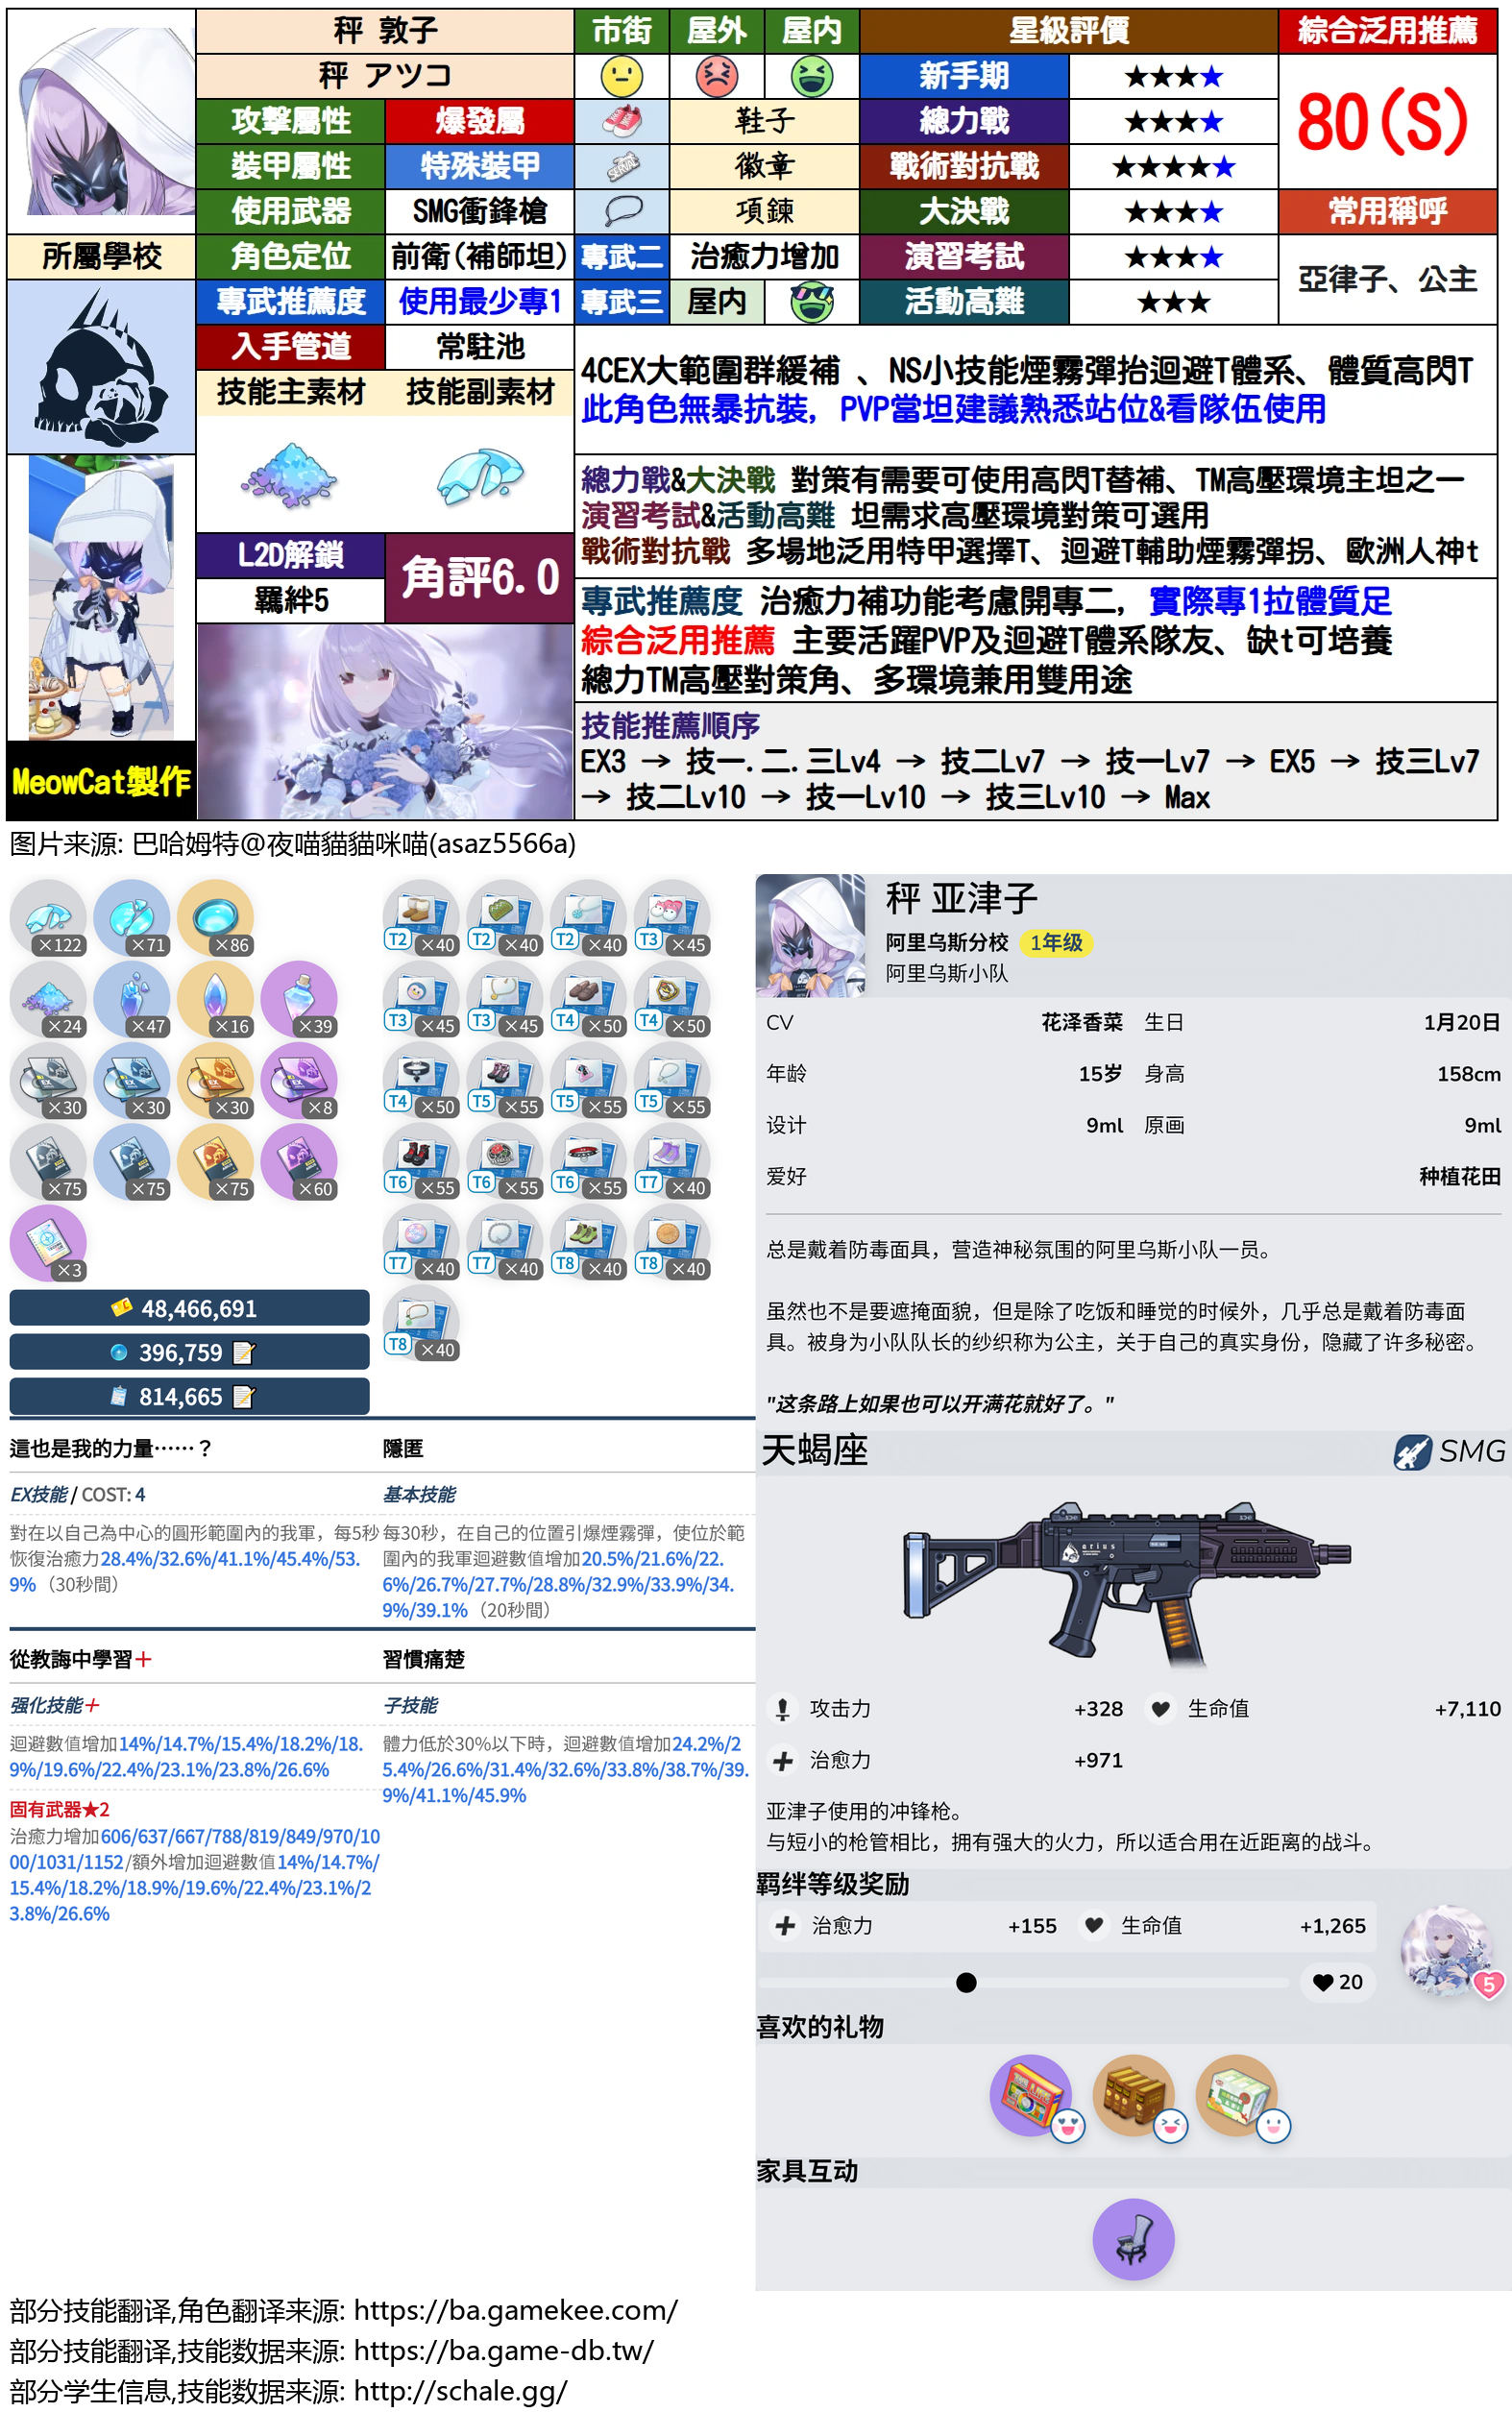 秤 敦子
市街
屋外
屋内
星級評價
綜合泛用推薦
秤 アツコ
新手期
★★★★
80(S)
攻擊屬性
爆發屬
鞋子
總力戰
★★★★
裝甲屬性
特殊裝甲
徽章
戰術對抗戰
★★★★★
使用武器
SMG衝鋒槍
項鍊
大決戰
★★★★
常用稱呼
所屬學校
角色定位
前衛(補師坦)
專武二
治癒力增加
演習考試
★★★★
亞律子、公主
專武推薦度
使用最少專1
專武三
屋內
活動高難
★★★
入手管道
常駐池
技能主素材
技能副素材
4CEX大範圍群緩補 、NS小技能煙霧彈抬迴避T體系、體質高閃T
此角色無暴抗裝, PVP當坦建議熟悉站位&看隊伍使用
總力戰&大決戰 對策有需要可使用高閃T替補、TM高壓環境主坦之一
演習考試&活動高難 坦需求高壓環境對策可選用
戰術對抗戰 多場地泛用特甲選擇T、迴避T輔助煙霧彈拐、歐洲人神t
L2D解鎖
角評6.0
羈絆5
專武推薦度 治癒力補功能考慮開專二, 實際專1拉體質足
綜合泛用推薦 主要活躍PVP及迴避T體系隊友、缺t可培養
總力TM高壓對策角、多環境兼用雙用途
技能推薦順序
EX3 → 技一.二.三Lv4 → 技二Lv7 → 技一Lv7 → EX5 → 技三Lv7
→ 技二Lv10 → 技一Lv10 → 技三Lv10 → Max
MeowCat製作
图片来源: 巴哈姆特@夜喵貓貓咪喵(asaz5566a)
×122
×71
×86
×24
×47
×16
×39
×30
×30
×30
×8
×75
×75
×75
×60
×3
48,466,691
396,759
814,665
T2 ×40
T2 ×40
T2 ×40
T3 ×45
T3 ×45
T3 ×45
T4 ×50
T4 ×50
T4 ×50
T5 ×55
T5 ×55
T5 ×55
T6 ×55
T6 ×55
T6 ×55
T7 ×40
T7 ×40
T7 ×40
T8 ×40
T8 ×40
T8 ×40
這也是我的力量……？
EX技能 / COST: 4
對在以自己為中心的圓形範圍內的我軍，每5秒
恢復治癒力28.4%/32.6%/41.1%/45.4%/53.
9%（30秒間）
隱匿
基本技能
每30秒，在自己的位置引爆煙霧彈，使位於範
圍內的我軍迴避數值增加20.5%/21.6%/22.
6%/26.7%/27.7%/28.8%/32.9%/33.9%/34.
9%/39.1%（20秒間）
從教誨中學習＋
强化技能＋
迴避數值增加14%/14.7%/15.4%/18.2%/18.
9%/19.6%/22.4%/23.1%/23.8%/26.6%
固有武器★2
治癒力增加606/637/667/788/819/849/970/10
00/1031/1152/額外增加迴避數值14%/14.7%/
15.4%/18.2%/18.9%/19.6%/22.4%/23.1%/2
3.8%/26.6%
習慣痛楚
子技能
體力低於30%以下時，迴避數值增加24.2%/2
5.4%/26.6%/31.4%/32.6%/33.8%/38.7%/39.
9%/41.1%/45.9%
秤 亚津子
阿里乌斯分校 1年级
阿里乌斯小队
CV 花泽香菜 生日 1月20日
年龄 15岁 身高 158cm
设计 9ml 原画 9ml
爱好 种植花田
总是戴着防毒面具，营造神秘氛围的阿里乌斯小队一员。
虽然也不是要遮掩面貌，但是除了吃饭和睡觉的时候外，几乎总是戴着防毒面
具。被身为小队队长的纱织称为公主，关于自己的真实身份，隐藏了许多秘密。
"这条路上如果也可以开满花就好了。"
天蝎座
SMG
arius
攻击力 +328 生命值 +7,110
治愈力 +971
亚津子使用的冲锋枪。
与短小的枪管相比，拥有强大的火力，所以适合用在近距离的战斗。
羁绊等级奖励
治愈力 +155 生命值 +1,265
20
5
喜欢的礼物
家具互动
部分技能翻译,角色翻译来源: https://ba.gamekee.com/
部分技能翻译,技能数据来源: https://ba.game-db.tw/
部分学生信息,技能数据来源: http://schale.gg/